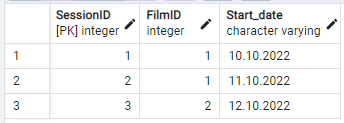 SessionID FilmID Start_date
[PK] integer integer character varying
1 1 1 10.10.2022
2 2 1 11.10.2022
3 3 2 12.10.2022